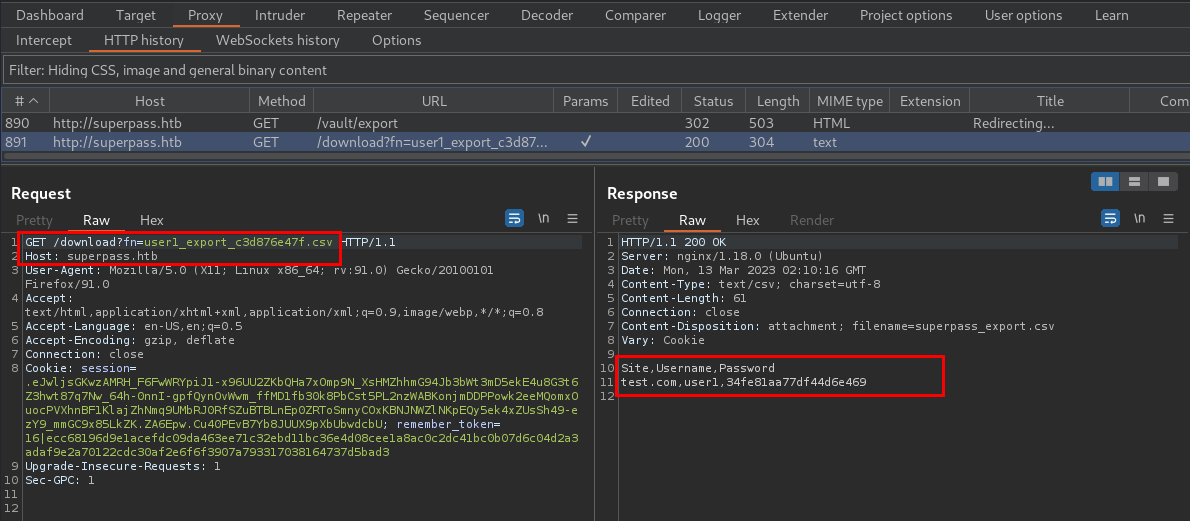 Dashboard Target Proxy Intruder Repeater Sequencer Decoder Comparer Logger Extender Project options User options Learn
Intercept HTTP history WebSockets history Options
Filter: Hiding CSS, image and general binary content
# Host Method URL Params Edited Status Length MIME type Extension Title Com
890 http://superpass.htb GET /vault/export 302 503 HTML Redirecting...
891 http://superpass.htb GET /download?fn=user1_export_c3d87... ✓ 200 304 text
Request
Pretty Raw Hex \n
1 GET /download?fn=user1_export_c3d876e47f.csv HTTP/1.1
2 Host: superpass.htb
3 User-Agent: Mozilla/5.0 (X11; Linux x86_64; rv:91.0) Gecko/20100101
Firefox/91.0
4 Accept:
text/html,application/xhtml+xml,application/xml;q=0.9,image/webp,*/*;q=0.8
5 Accept-Language: en-US,en;q=0.5
6 Accept-Encoding: gzip, deflate
7 Connection: close
8 Cookie: session=
.eJwljsGKwzAMRH_F6FwWRYpiJ1-x96UU2ZKbQHa7xOmp9N_XsHMZhhmG94Jb3bWt3mD5ekE4u8G3t6
Z3hwt87q7Nw_64h-OnnI-gpfQynOvWwm_ffMD1fb30k8PbCst5PL2nzWABKonjmDDPPowk2eeMQomxO
uocPVXhnBF1KlajZhNmq9UMbRJ0RfSZuBTBLnEp0ZRToSmnyCOxKBNJNWZlNKpEQy5ek4xZUsSh49-e
zY9_mmGC9x85LkZK.ZA6Epw.Cu40PEvB7Yb8JUUX9pXbUbwdcbU; remember_token=
16|ecc68196d9e1acefdc09da463ee71c32ebd11bc36e4d08cee1a8ac0c2dc41bc0b07d6c04d2a3
adaf9e2a70122cdc30af2e6f6f3907a793317038164737d5bad3
9 Upgrade-Insecure-Requests: 1
10 Sec-GPC: 1
11
12
Response
Pretty Raw Hex Render \n
1 HTTP/1.1 200 OK
2 Server: nginx/1.18.0 (Ubuntu)
3 Date: Mon, 13 Mar 2023 02:10:16 GMT
4 Content-Type: text/csv; charset=utf-8
5 Content-Length: 61
6 Connection: close
7 Content-Disposition: attachment; filename=superpass_export.csv
8 Vary: Cookie
9
10 Site,Username,Password
11 test.com,user1,34fe81aa77df44d6e469
12